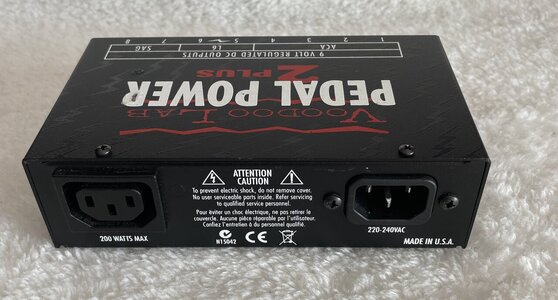 8 7 6 5 4 3 2 1
SAG L6 ACA
9 VOLT REGULATED DC OUTPUTS
2 PLUS
PEDAL POWER
VOODOO LAB
ATTENTION
CAUTION
To prevent electric shock, do not remove cover.
No user serviceable parts inside. Refer servicing
to qualified service personnel.
Pour éviter un choc électrique, ne pas retirer le
couvercle. Aucune pièce réparable par l'utilisateur.
Confiez l'entretien à du personnel qualifié.
N15042 CE
200 WATTS MAX
220-240VAC
MADE IN U.S.A.